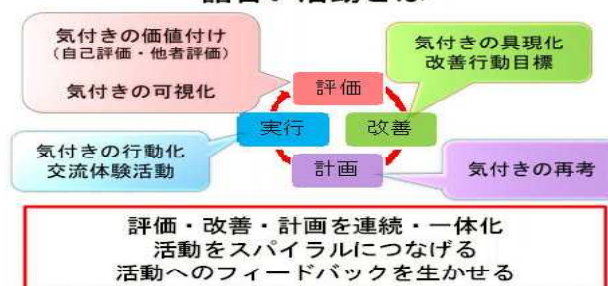 気付きの価値付け
(自己評価・他者評価)
気付きの可視化
気付きの具現化
改善行動目標
評価
実行
改善
計画
気付きの行動化
交流体験活動
気付きの再考
評価・改善・計画を連続・一体化
活動をスパイラルにつなげる
活動へのフィードバックを生かせる